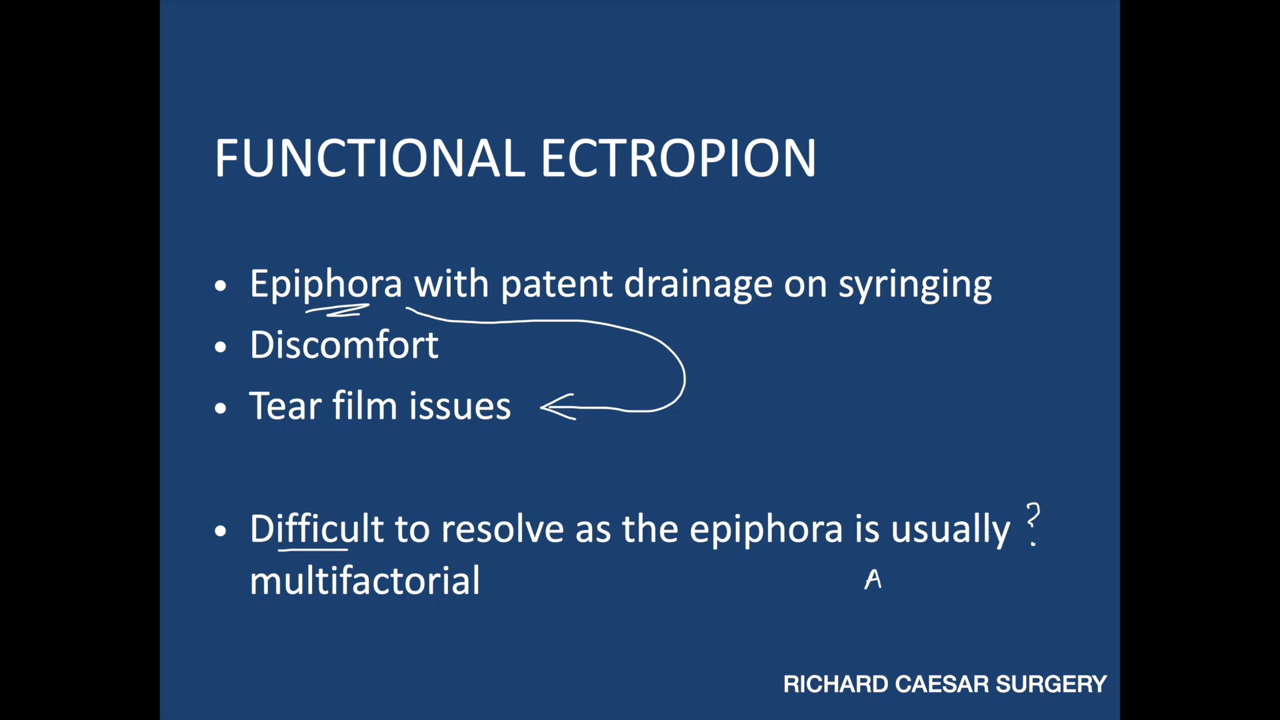 FUNCTIONAL ECTROPION
• Epiphora with patent drainage on syringing
• Discomfort
• Tear film issues
• Difficult to resolve as the epiphora is usually ?
multifactorial A
RICHARD CAESAR SURGERY